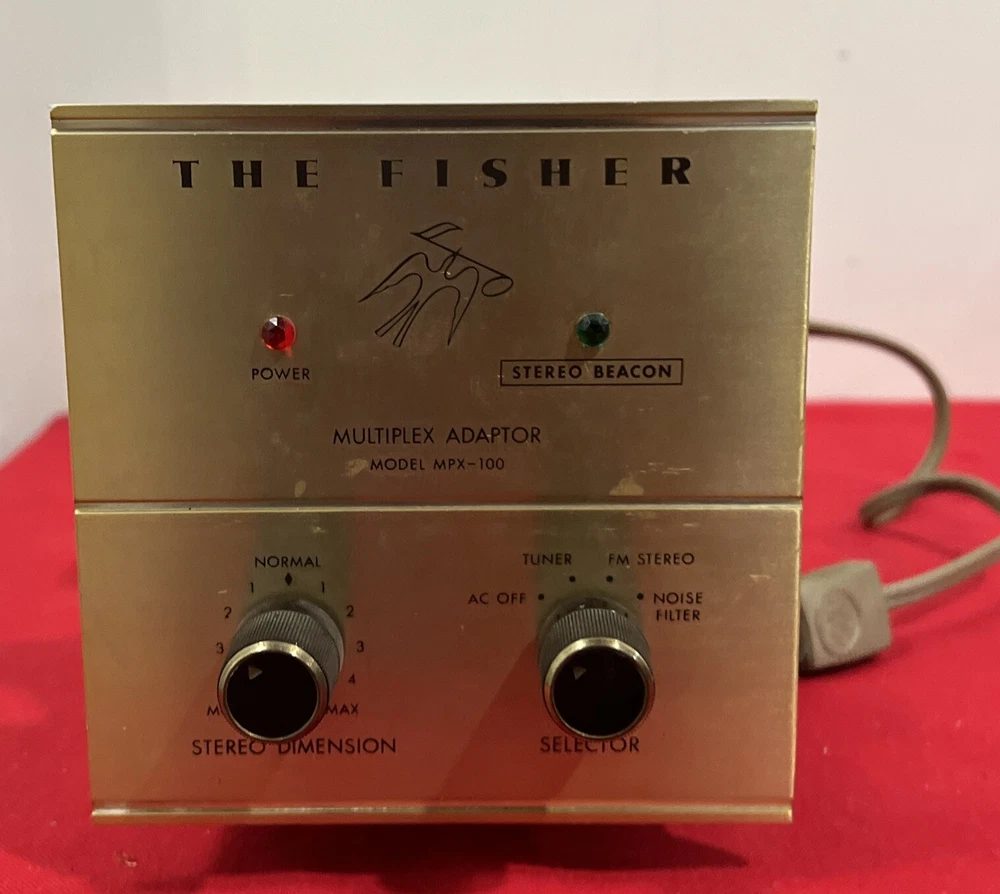 THE FISHER
POWER
STEREO BEACON
MULTIPLEX ADAPTOR
MODEL MPX-100
NORMAL
1 1
2 2
3 3
4
MAX
STEREO DIMENSION
TUNER FM STEREO
AC OFF NOISE
FILTER
SELECTOR